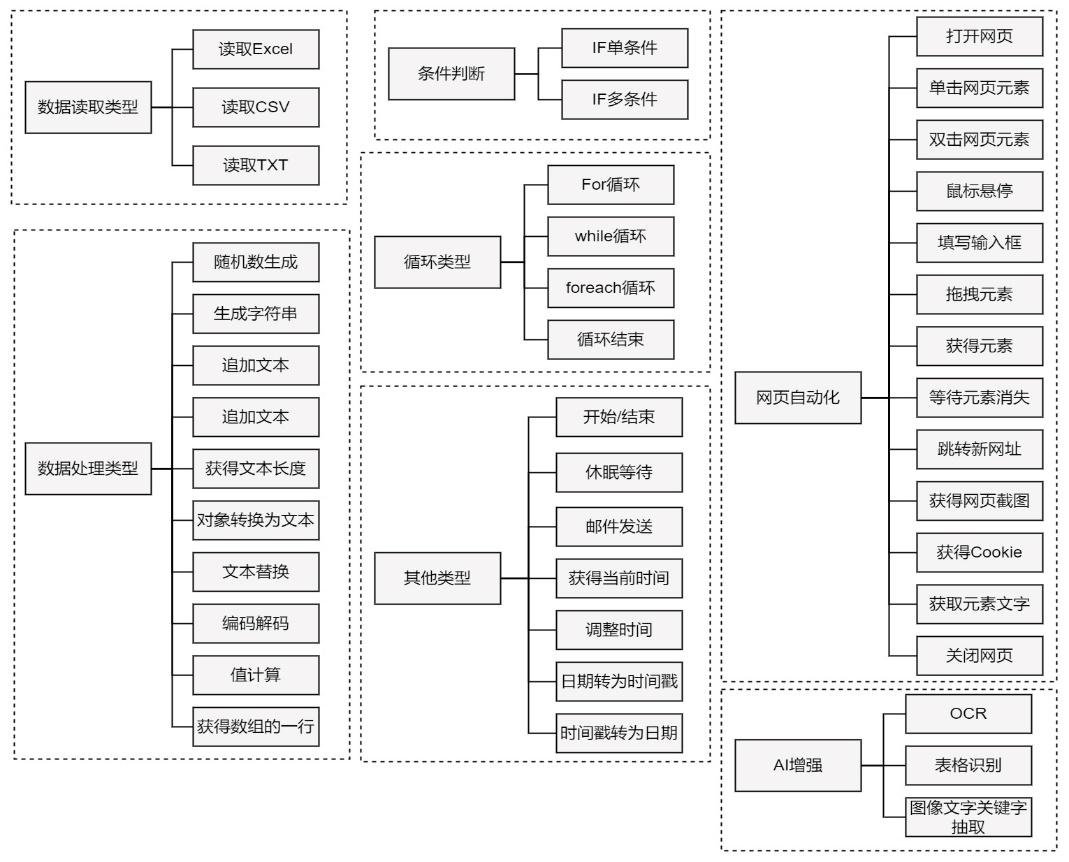 数据读取类型
读取Excel
读取CSV
读取TXT
数据处理类型
随机数生成
生成字符串
追加文本
追加文本
获得文本长度
对象转换为文本
文本替换
编码解码
值计算
获得数组的一行
条件判断
IF单条件
IF多条件
循环类型
For循环
while循环
foreach循环
循环结束
其他类型
开始/结束
休眠等待
邮件发送
获得当前时间
调整时间
日期转为时间戳
时间戳转为日期
网页自动化
打开网页
单击网页元素
双击网页元素
鼠标悬停
填写输入框
拖拽元素
获得元素
等待元素消失
跳转新网址
获得网页截图
获得Cookie
获取元素文字
关闭网页
AI增强
OCR
表格识别
图像文字关键字
抽取